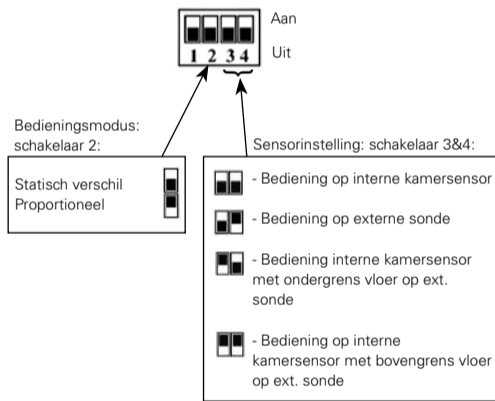 Aan
1 2 3 4
Uit
Bedieningsmodus:
schakelaar 2:
Statisch verschil
Proportioneel
Sensorinstelling: schakelaar 3&4:
- Bediening op interne kamersensor
- Bediening op externe sonde
- Bediening interne kamersensor
met ondergrens vloer op ext.
sonde
- Bediening op interne
kamersensor met bovengrens vloer
op ext. sonde